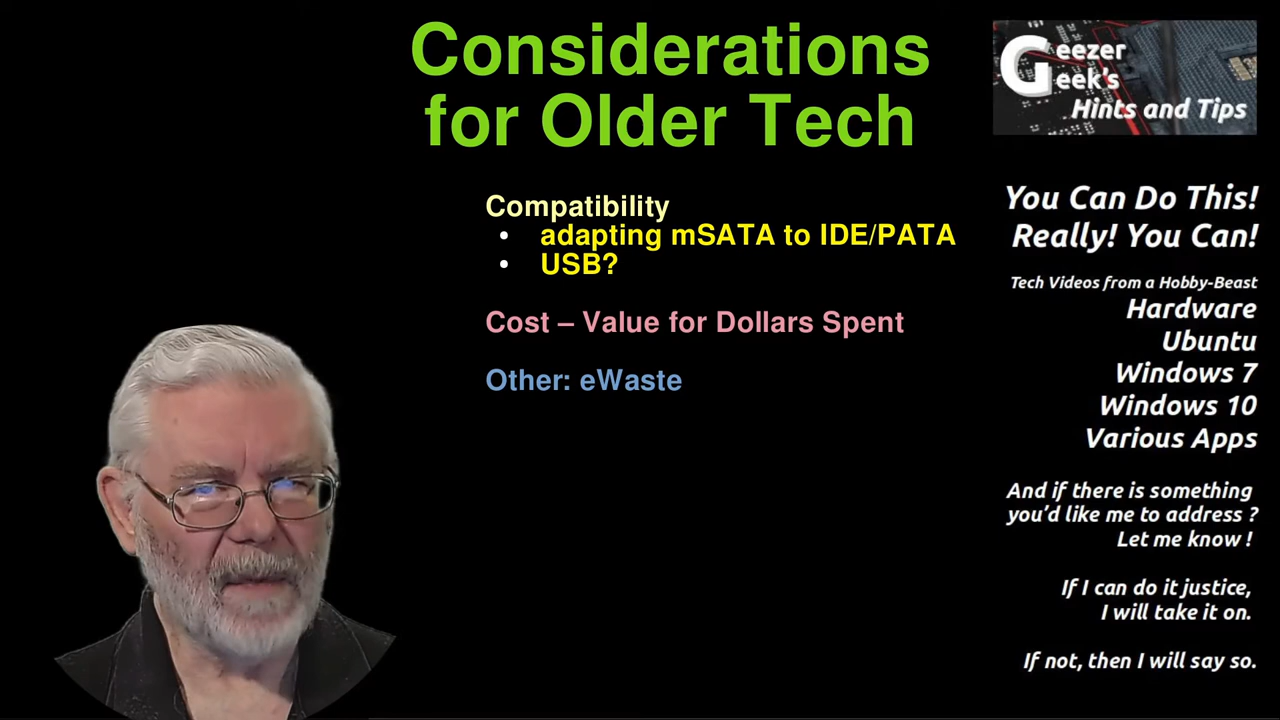 Considerations
for Older Tech
Compatibility
• adapting mSATA to IDE/PATA
• USB?
Cost – Value for Dollars Spent
Other: eWaste
Geezer
Geek's
Hints and Tips
You Can Do This!
Really! You Can!
Tech Videos from a Hobby-Beast
Hardware
Ubuntu
Windows 7
Windows 10
Various Apps
And if there is something
you'd like me to address ?
Let me know !
If I can do it justice,
I will take it on.
If not, then I will say so.